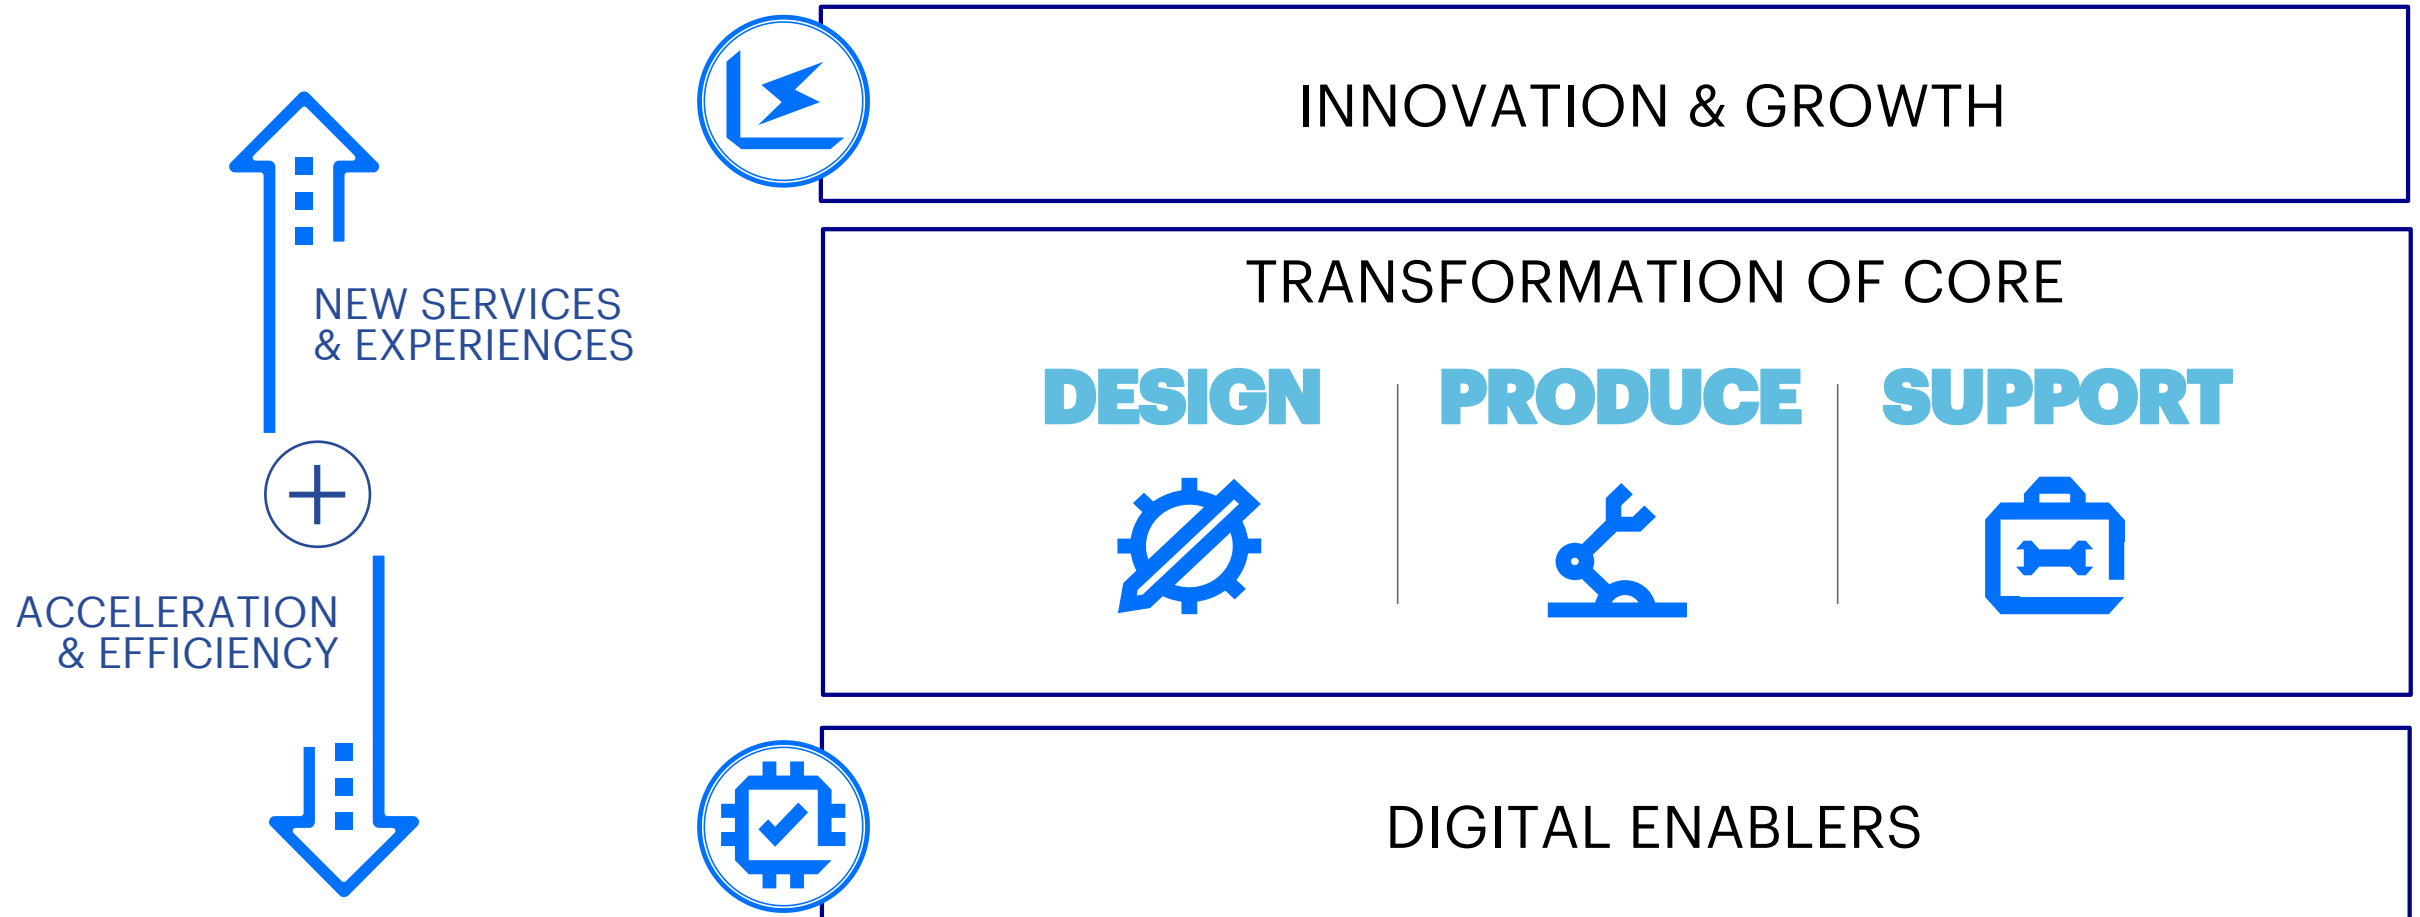 INNOVATION & GROWTH
NEW SERVICES
& EXPERIENCES
ACCELERATION
& EFFICIENCY
TRANSFORMATION OF CORE
DESIGN
PRODUCE
SUPPORT
DIGITAL ENABLERS